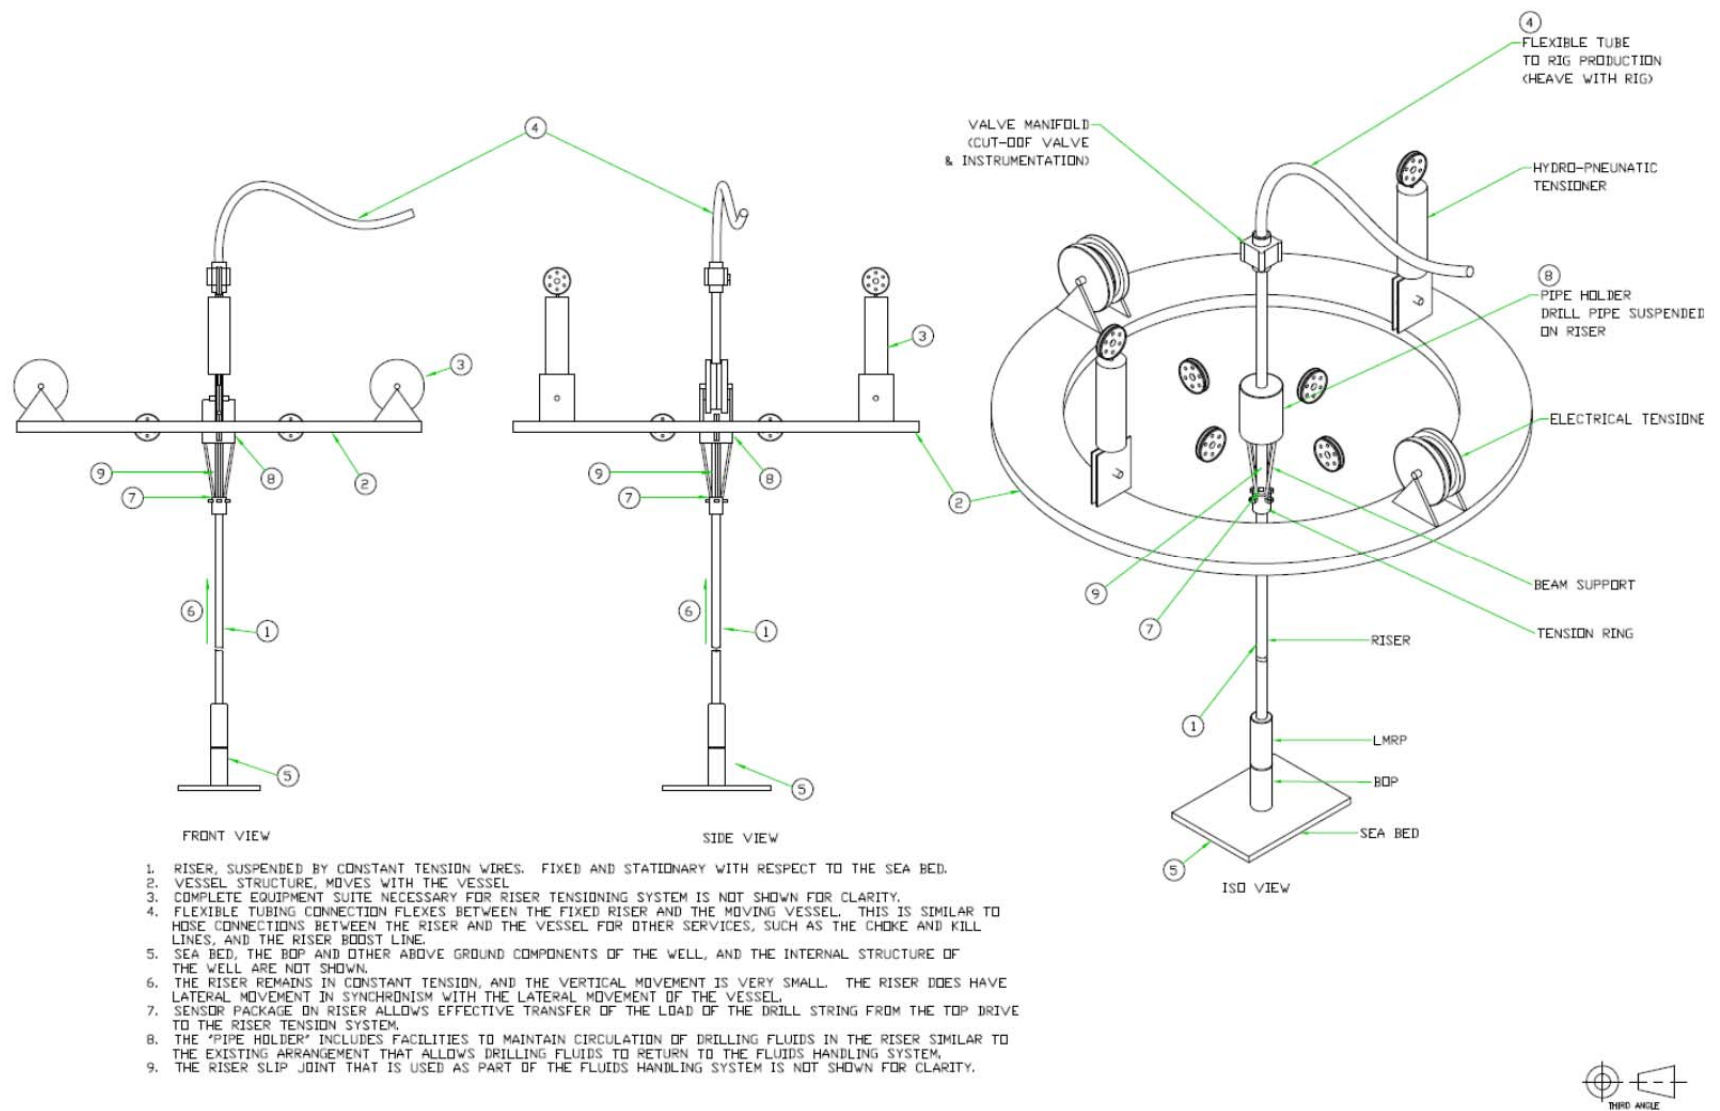 4
FLEXIBLE TUBE
TO RIG PRODUCTION
(HEAVE WITH RIG)
VALVE MANIFOLD
(CUT-OOF VALVE
& INSTRUMENTATION)
HYDRO-PNEUMATIC
TENSIONER
8
PIPE HOLDER
DRILL PIPE SUSPENDED
ON RISER
ELECTRICAL TENSIONE
BEAM SUPPORT
TENSION RING
RISER
LMRP
BOP
SEA BED
9
7
1
5
2
4
3
9
8
2
7
6
1
5
3
9
8
7
6
1
5
FRONT VIEW
SIDE VIEW
ISO VIEW
1. RISER, SUSPENDED BY CONSTANT TENSION WIRES. FIXED AND STATIONARY WITH RESPECT TO THE SEA BED.
2. VESSEL STRUCTURE, MOVES WITH THE VESSEL
3. COMPLETE EQUIPMENT SUITE NECESSARY FOR RISER TENSIONING SYSTEM IS NOT SHOWN FOR CLARITY.
4. FLEXIBLE TUBING CONNECTION FLEXES BETWEEN THE FIXED RISER AND THE MOVING VESSEL. THIS IS SIMILAR TO
HOSE CONNECTIONS BETWEEN THE RISER AND THE VESSEL FOR OTHER SERVICES, SUCH AS THE CHOKE AND KILL
LINES, AND THE RISER BOOST LINE.
5. SEA BED, THE BOP AND OTHER ABOVE GROUND COMPONENTS OF THE WELL, AND THE INTERNAL STRUCTURE OF
THE WELL ARE NOT SHOWN.
6. THE RISER REMAINS IN CONSTANT TENSION, AND THE VERTICAL MOVEMENT IS VERY SMALL. THE RISER DOES HAVE
LATERAL MOVEMENT IN SYNCHRONISM WITH THE LATERAL MOVEMENT OF THE VESSEL.
7. SENSOR PACKAGE ON RISER ALLOWS EFFECTIVE TRANSFER OF THE LOAD OF THE DRILL STRING FROM THE TOP DRIVE
TO THE RISER TENSION SYSTEM.
8. THE 'PIPE HOLDER' INCLUDES FACILITIES TO MAINTAIN CIRCULATION OF DRILLING FLUIDS IN THE RISER SIMILAR TO
THE EXISTING ARRANGEMENT THAT ALLOWS DRILLING FLUIDS TO RETURN TO THE FLUIDS HANDLING SYSTEM.
9. THE RISER SLIP JOINT THAT IS USED AS PART OF THE FLUIDS HANDLING SYSTEM IS NOT SHOWN FOR CLARITY.
THIRD ANGLE